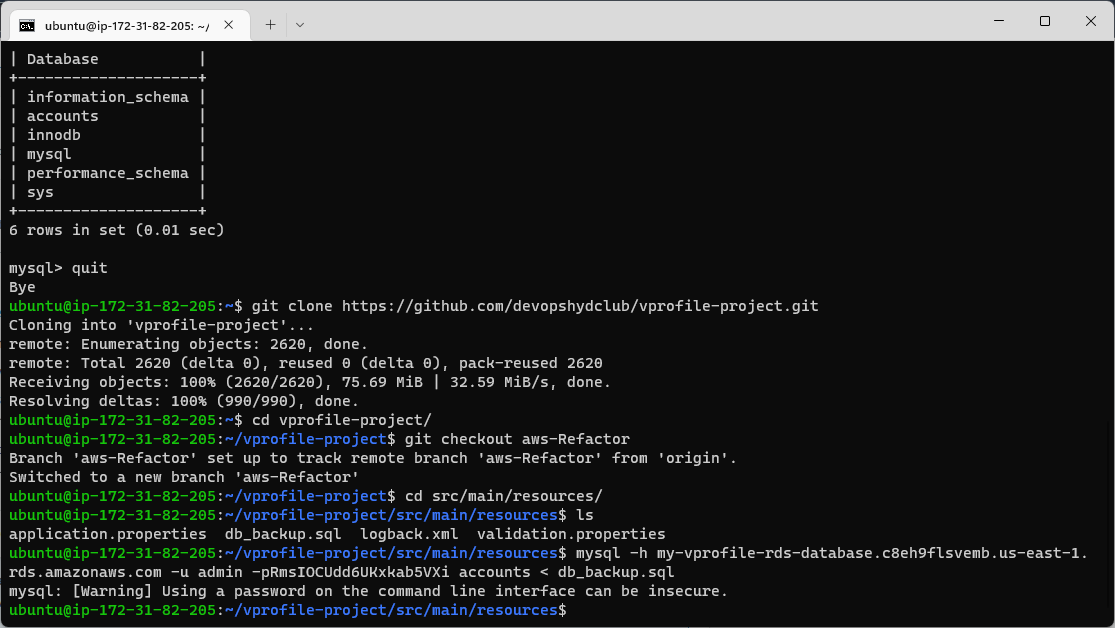 ubuntu@ip-172-31-82-205: ~/
| Database           |
+--------------------+
| information_schema |
| accounts           |
| innodb             |
| mysql              |
| performance_schema |
| sys                |
+--------------------+
6 rows in set (0.01 sec)
mysql> quit
Bye
ubuntu@ip-172-31-82-205:~$ git clone https://github.com/devopshydclub/vprofile-project.git
Cloning into 'vprofile-project'...
remote: Enumerating objects: 2620, done.
remote: Total 2620 (delta 0), reused 0 (delta 0), pack-reused 2620
Receiving objects: 100% (2620/2620), 75.69 MiB | 32.59 MiB/s, done.
Resolving deltas: 100% (990/990), done.
ubuntu@ip-172-31-82-205:~$ cd vprofile-project/
ubuntu@ip-172-31-82-205:~/vprofile-project$ git checkout aws-Refactor
Branch 'aws-Refactor' set up to track remote branch 'aws-Refactor' from 'origin'.
Switched to a new branch 'aws-Refactor'
ubuntu@ip-172-31-82-205:~/vprofile-project$ cd src/main/resources/
ubuntu@ip-172-31-82-205:~/vprofile-project/src/main/resources$ ls
application.properties  db_backup.sql  logback.xml  validation.properties
ubuntu@ip-172-31-82-205:~/vprofile-project/src/main/resources$ mysql -h my-vprofile-rds-database.c8eh9flsvemb.us-east-1.
rds.amazonaws.com -u admin -pRmsIOCUdd6UKxkab5VXi accounts < db_backup.sql
mysql: [Warning] Using a password on the command line interface can be insecure.
ubuntu@ip-172-31-82-205:~/vprofile-project/src/main/resources$